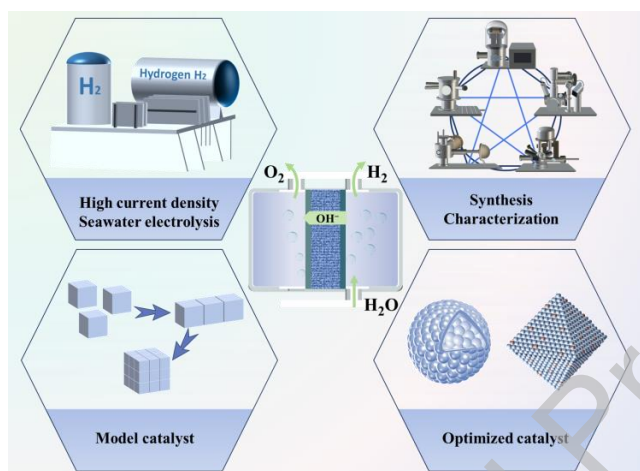 H₂
Hydrogen H₂
High current density
Seawater electrolysis
Synthesis
Characterization
O₂
H₂
OH⁻
H₂O
Model catalyst
Optimized catalyst